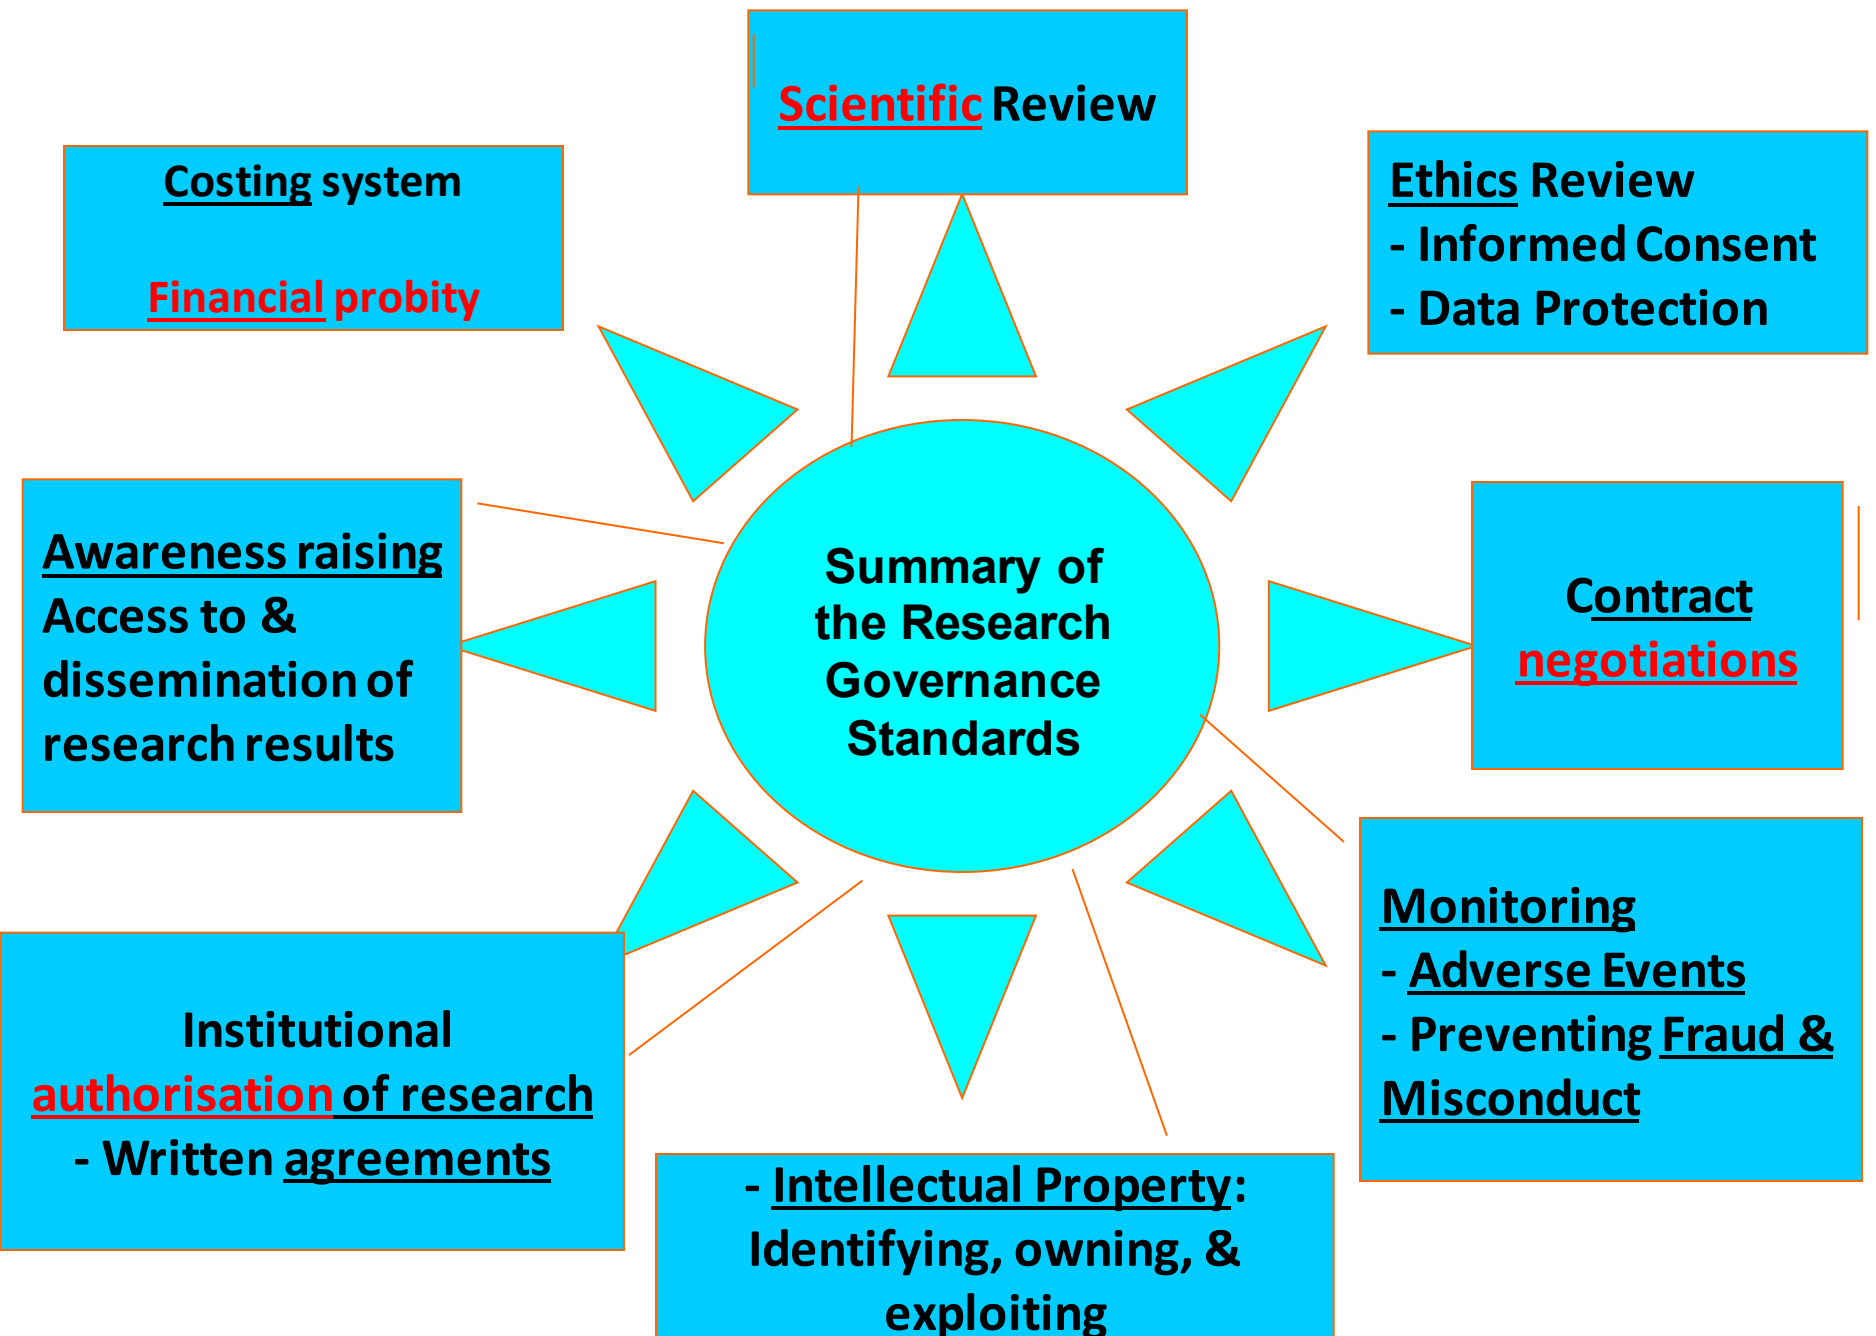 Scientific Review
Costing system
Financial probity
Ethics Review
- Informed Consent
- Data Protection
Awareness raising
Access to &
dissemination of
research results
Summary of
the Research
Governance
Standards
Contract
negotiations
Monitoring
- Adverse Events
- Preventing Fraud &
Misconduct
Institutional
authorisation of research
- Written agreements
- Intellectual Property:
Identifying, owning, &
exploiting